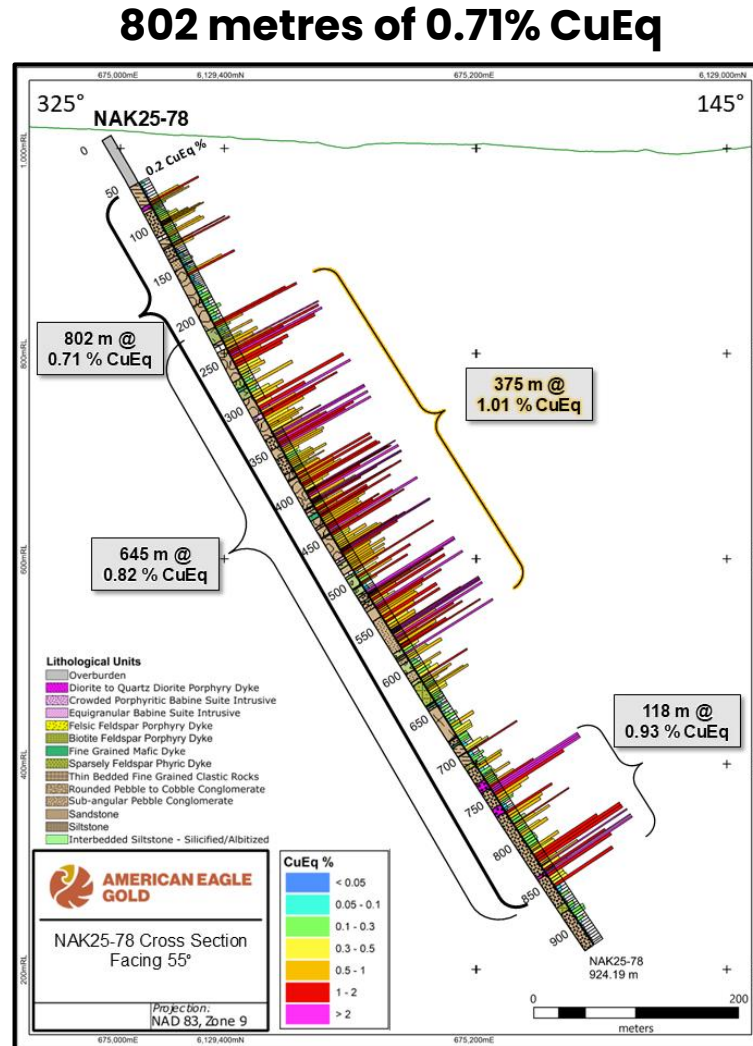 802 metres of 0.71% CuEq
675,000mE
6,129,400mN
675,200mE
6,129,000mN
325°
145°
NAK25-78
1,000mRL
0
0.2 CuEq %
50
100
150
200
802 m @
0.71 % CuEq
800mRL
250
375 m @
1.01 % CuEq
300
350
400
450
645 m @
0.82 % CuEq
600mRL
500
550
600
650
Lithological Units
Overburden
Diorite to Quartz Diorite Porphyry Dyke
Crowded Porphyritic Babine Suite Intrusive
Equigranular Babine Suite Intrusive
Felsic Feldspar Porphyry Dyke
Biotite Feldspar Porphyry Dyke
Fine Grained Mafic Dyke
Sparsely Feldspar Phyric Dyke
Thin Bedded Fine Grained Clastic Rocks
Rounded Pebble to Cobble Conglomerate
Sub-angular Pebble Conglomerate
Sandstone
Siltstone
Interbedded Siltstone - Silicified/Albitized
118 m @
0.93 % CuEq
400mRL
700
750
800
850
900
AMERICAN EAGLE
GOLD
NAK25-78 Cross Section
Facing 55°
Projection:
NAD 83, Zone 9
CuEq %
< 0.05
0.05 - 0.1
0.1 - 0.3
0.3 - 0.5
0.5 - 1
1 - 2
> 2
NAK25-78
924.19 m
200mRL
0
200
meters
675,000mE
6,129,400mN
675,200mE
6,129,000mN